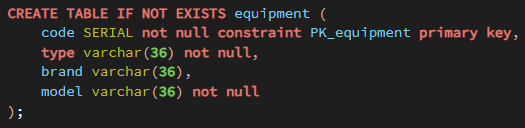 CREATE TABLE IF NOT EXISTS equipment (
    code SERIAL not null constraint PK_equipment primary key,
    type varchar(36) not null,
    brand varchar(36),
    model varchar(36) not null
);